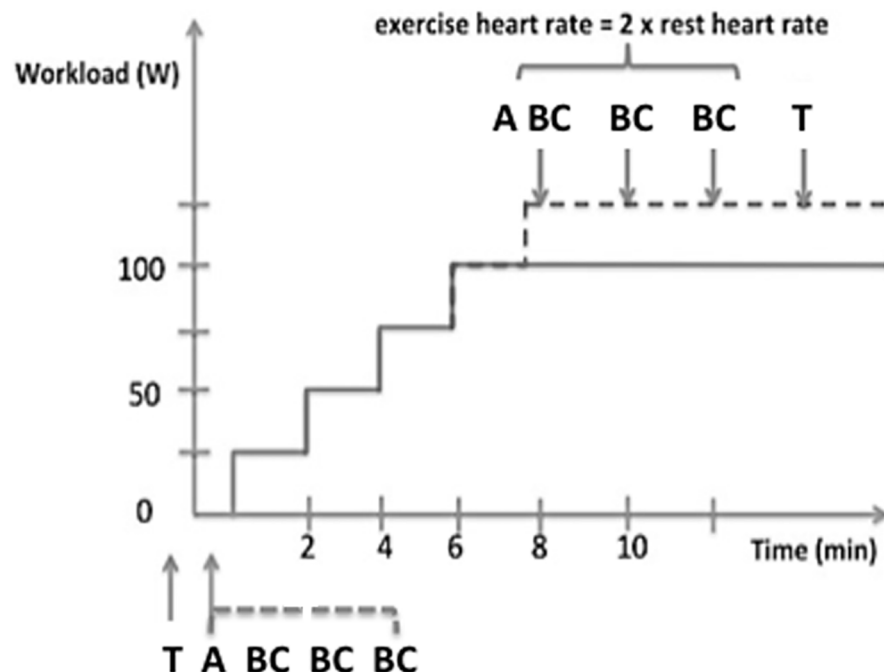 exercise heart rate = 2 x rest heart rate
Workload (W)
A BC BC BC T
100
50
0
2 4 6 8 10 Time (min)
T A BC BC BC